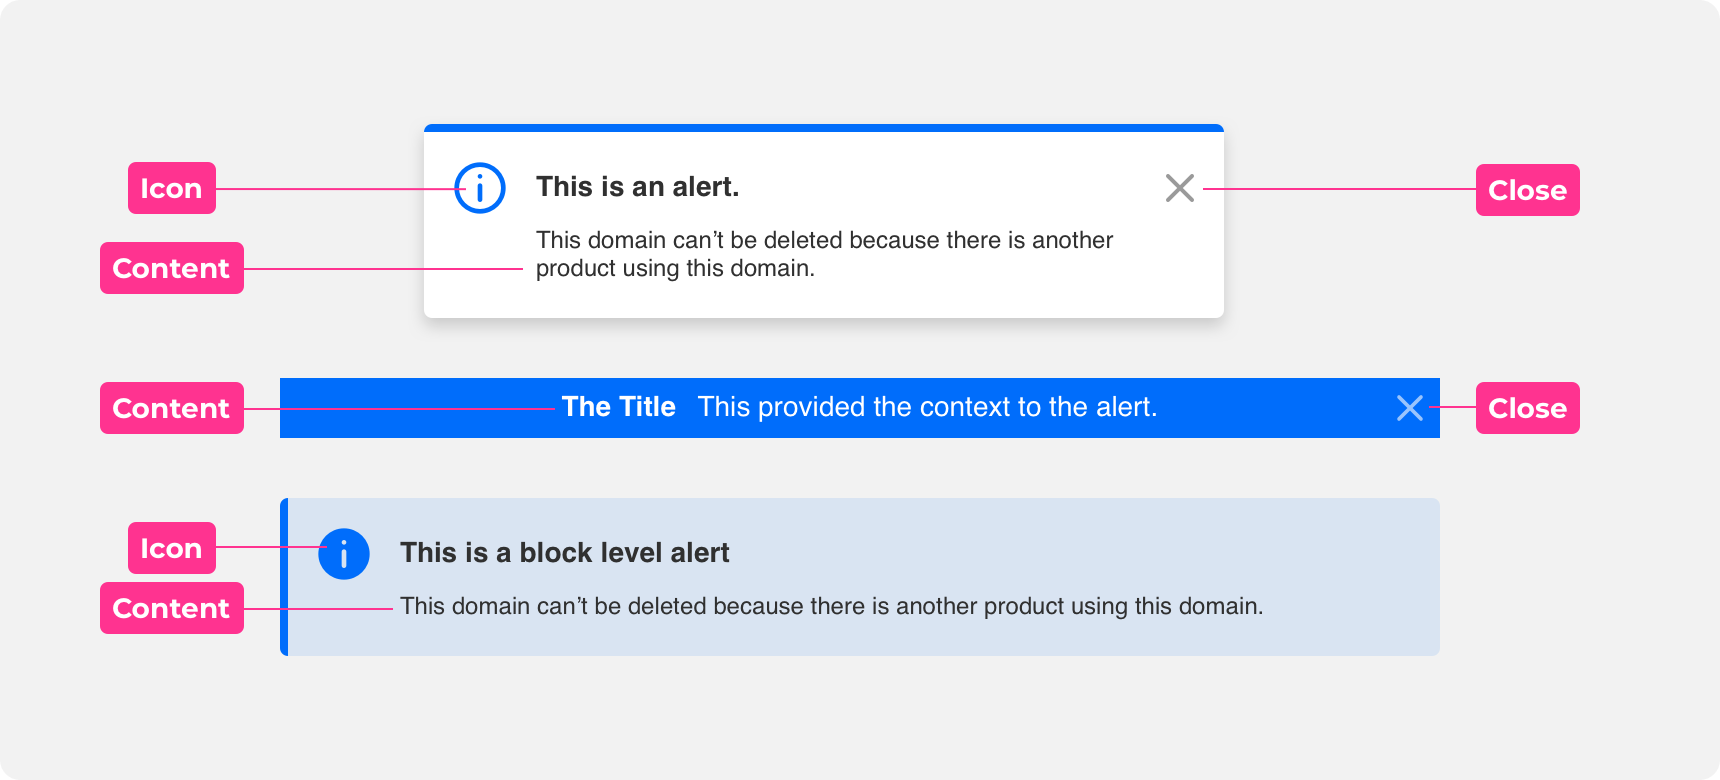 Icon
This is an alert.
Close
Content
This domain can’t be deleted because there is another
product using this domain.
Content
The Title This provided the context to the alert.
Close
Icon
This is a block level alert
Content
This domain can’t be deleted because there is another product using this domain.